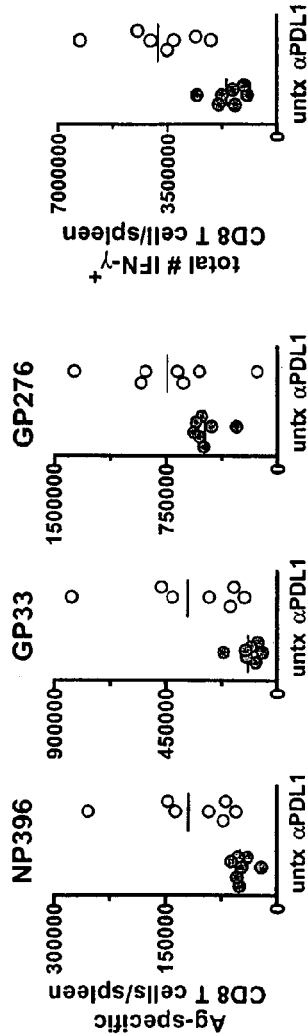 NP396
Ag-specific
CD8 T cells/spleen
300000
150000
0
untx αPDL1
GP33
900000
450000
0
untx αPDL1
GP276
1500000
750000
0
untx αPDL1
total # IFN-γ+
CD8 T cell/spleen
7000000
3500000
0
untx αPDL1